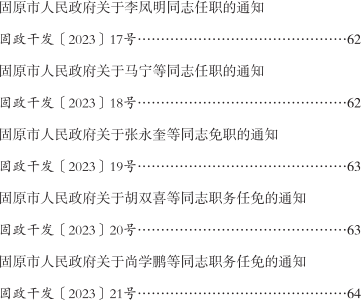 固原市人民政府关于李凤明同志任职的通知
固政干发〔2023〕17号……………………………………………62
固原市人民政府关于马宁等同志任职的通知
固政干发〔2023〕18号……………………………………………62
固原市人民政府关于张永奎等同志免职的通知
固政干发〔2023〕19号……………………………………………63
固原市人民政府关于胡双喜等同志职务任免的通知
固政干发〔2023〕20号……………………………………………63
固原市人民政府关于尚学鹏等同志职务任免的通知
固政干发〔2023〕21号……………………………………………64